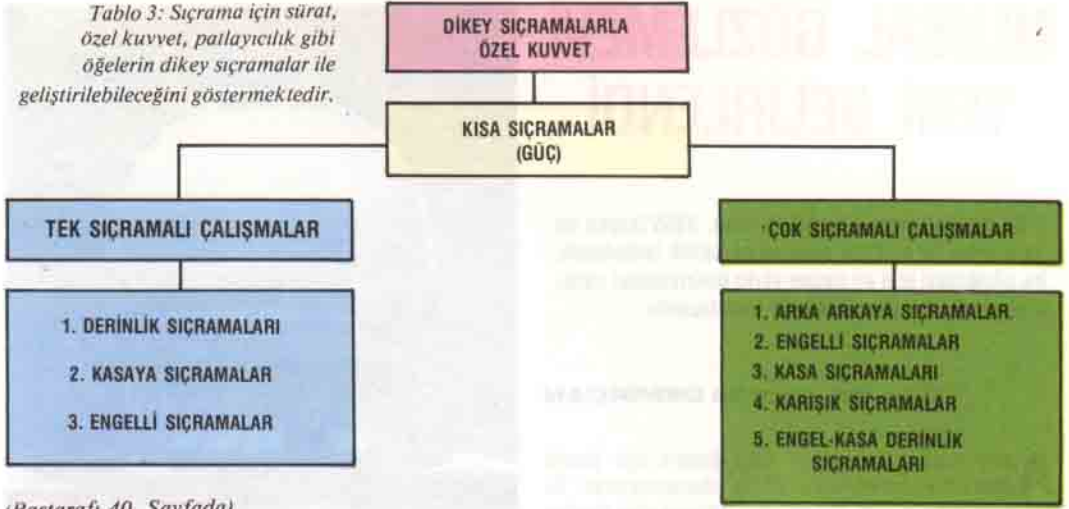 Tablo 3: Sıçrama için sürat,
özel kuvvet, patlayıcılık gibi
öğelerin dikey sıçramalar ile
geliştirilebileceğini göstermektedir.
DİKEY SIÇRAMALARLA
ÖZEL KUVVET
KISA SIÇRAMALAR
(GÜÇ)
TEK SIÇRAMALI ÇALIŞMALAR
1. DERİNLİK SIÇRAMALARI
2. KASAYA SIÇRAMALAR
3. ENGELLİ SIÇRAMALAR
ÇOK SIÇRAMALI ÇALIŞMALAR
1. ARKA ARKAYA SIÇRAMALAR
2. ENGELLİ SIÇRAMALAR
3. KASA SIÇRAMALARI
4. KARIŞIK SIÇRAMALAR
5. ENGEL-KASA DERİNLİK
SIÇRAMALARI
(Baştarafı 40. Sayfada)